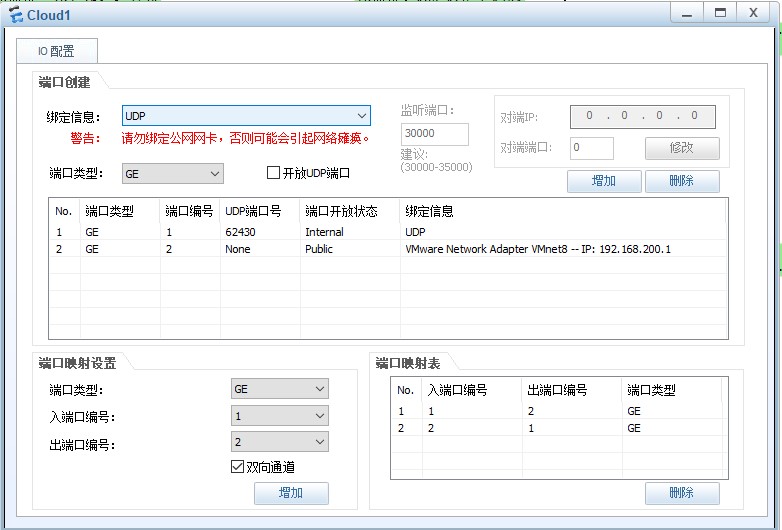 Cloud1
IO 配置
端口创建
绑定信息： UDP
警告： 请勿绑定公网网卡，否则可能会引起网络瘫痪。
端口类型： GE 开放UDP端口
监听端口：
30000
建议:
(30000-35000)
对端IP: 0 . 0 . 0 . 0
对端端口: 0 修改
增加 删除
No. 端口类型 端口编号 UDP端口号 端口开放状态 绑定信息
1 GE 1 62430 Internal UDP
2 GE 2 None Public VMware Network Adapter VMnet8 -- IP: 192.168.200.1
端口映射设置
端口类型： GE
入端口编号： 1
出端口编号： 2
双向通道
增加
端口映射表
No. 入端口编号 出端口编号 端口类型
1 1 2 GE
2 2 1 GE
删除